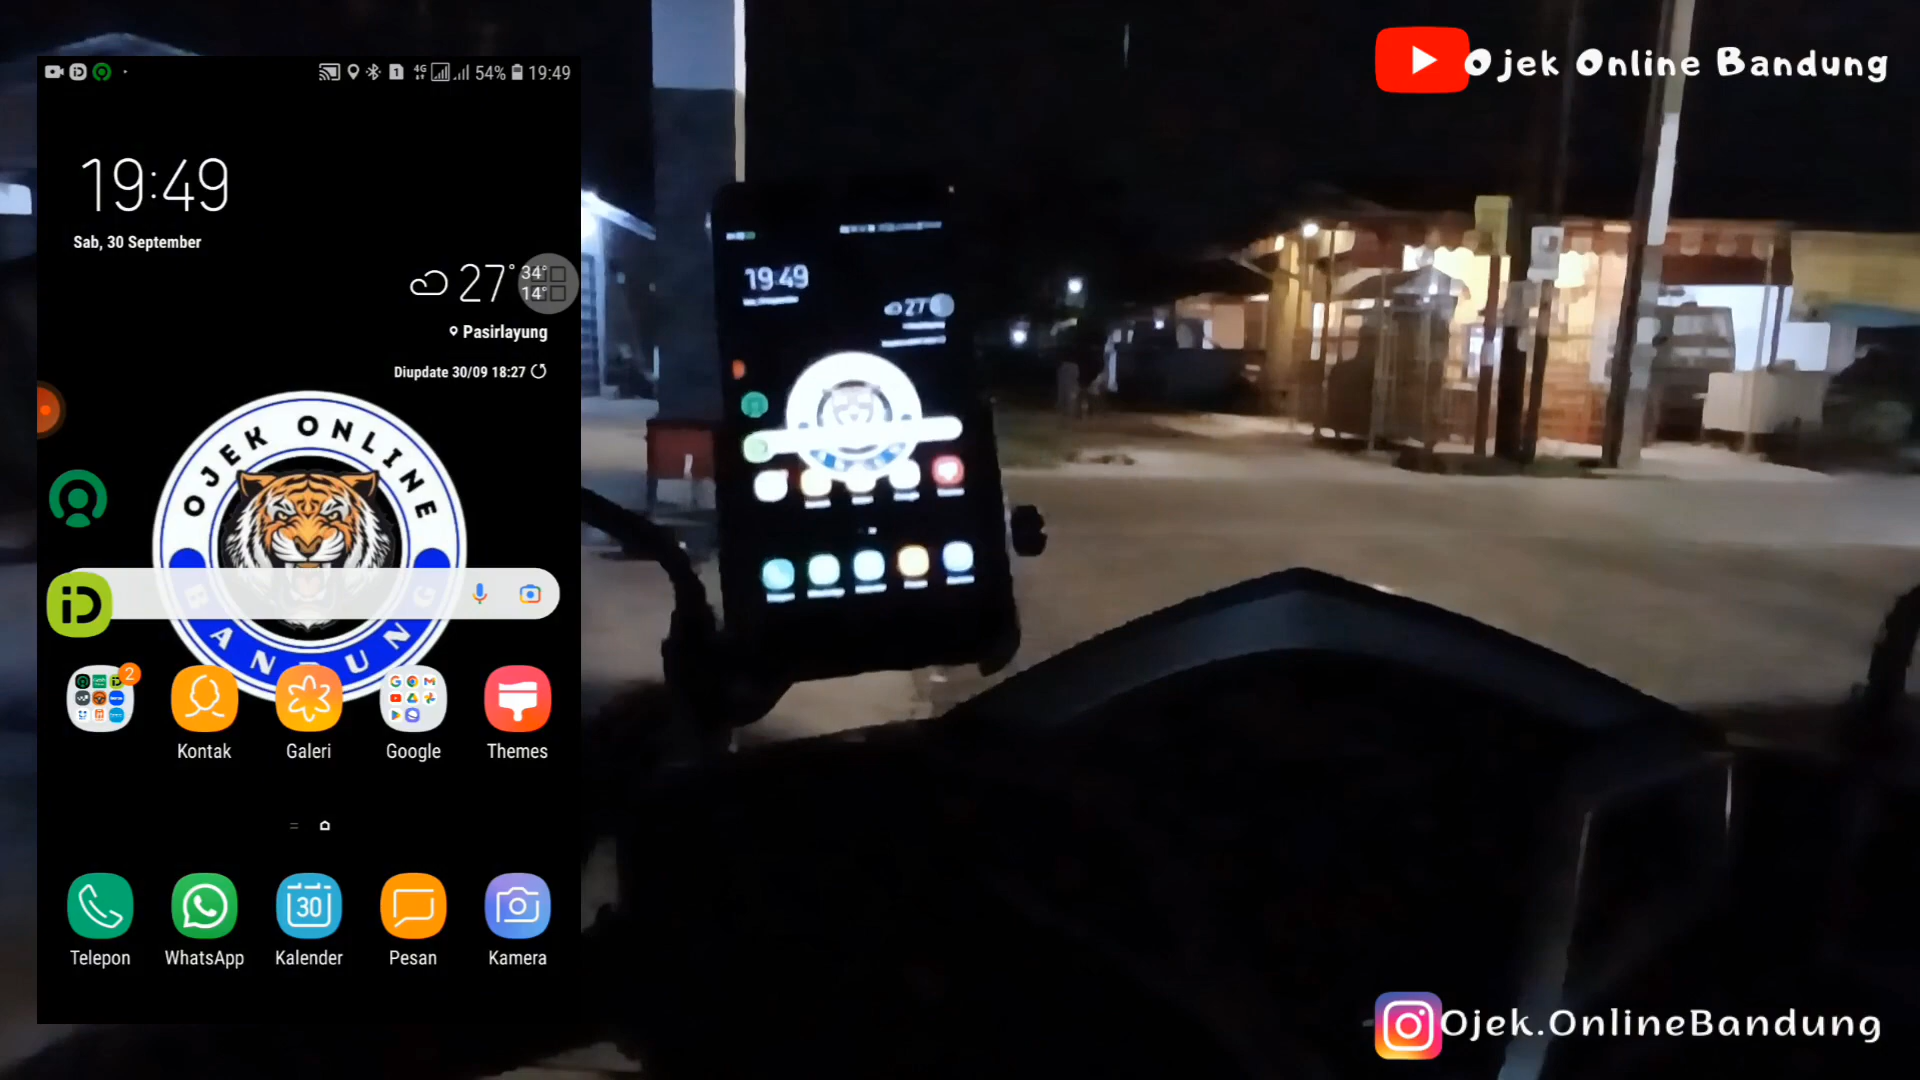 4G 54% 19:49
19:49
Sab, 30 September
27° 34°
14°
Pasirlayung
Diupdate 30/09 18:27
OJEK ONLINE
BANDUNG
iD
2
Kontak
Galeri
Google
Themes
30
Telepon
WhatsApp
Kalender
Pesan
Kamera
Ojek Online Bandung
19:49
27
Ojek.OnlineBandung